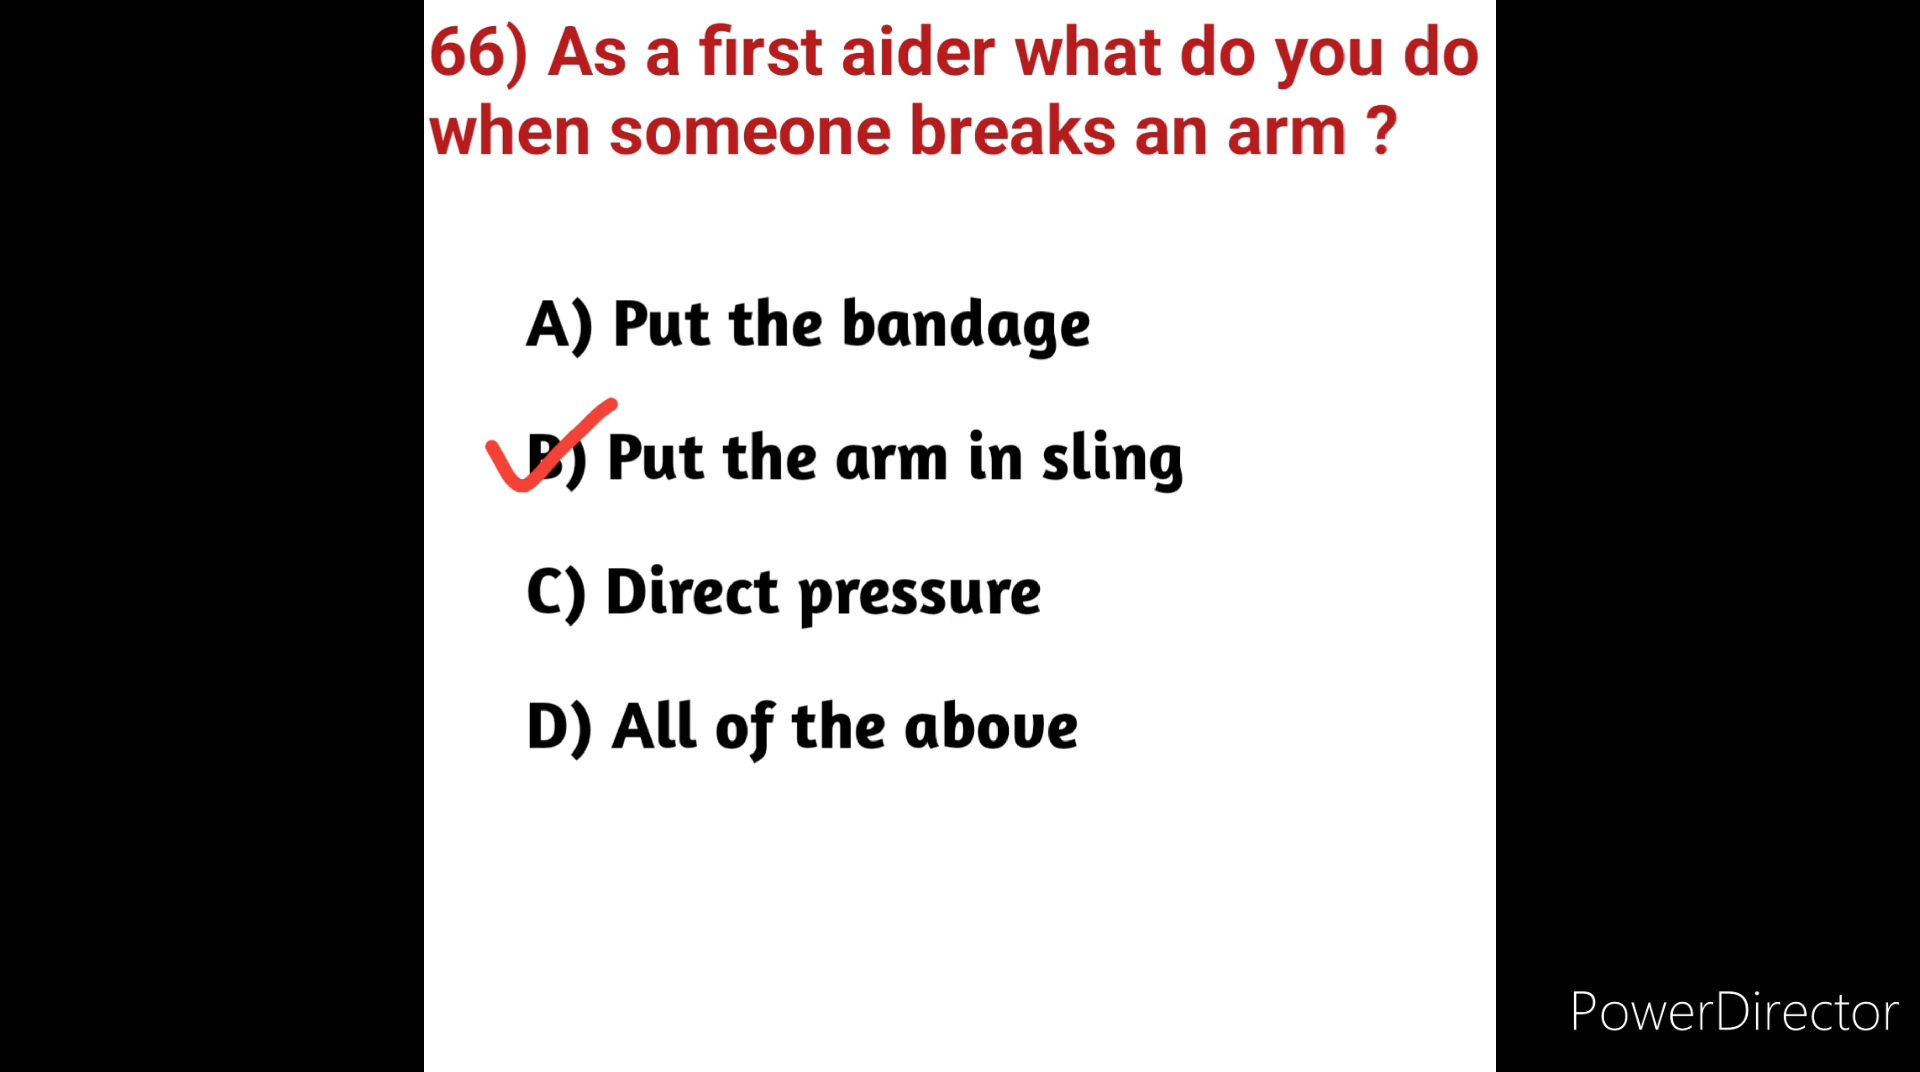 66) As a first aider what do you do
when someone breaks an arm ?
A) Put the bandage
B) Put the arm in sling
C) Direct pressure
D) All of the above
PowerDirector